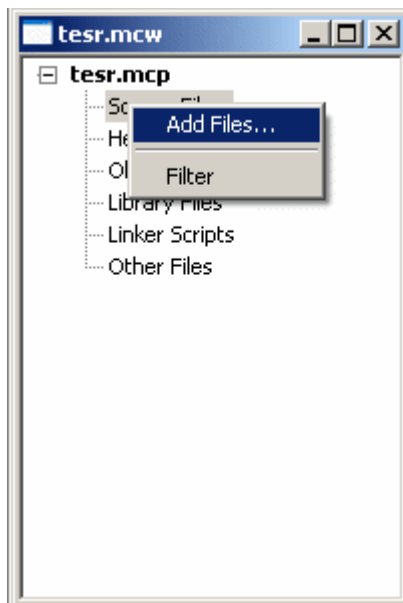 tesr.mcw
tesr.mcp
Add Files...
Filter
Library Files
Linker Scripts
Other Files